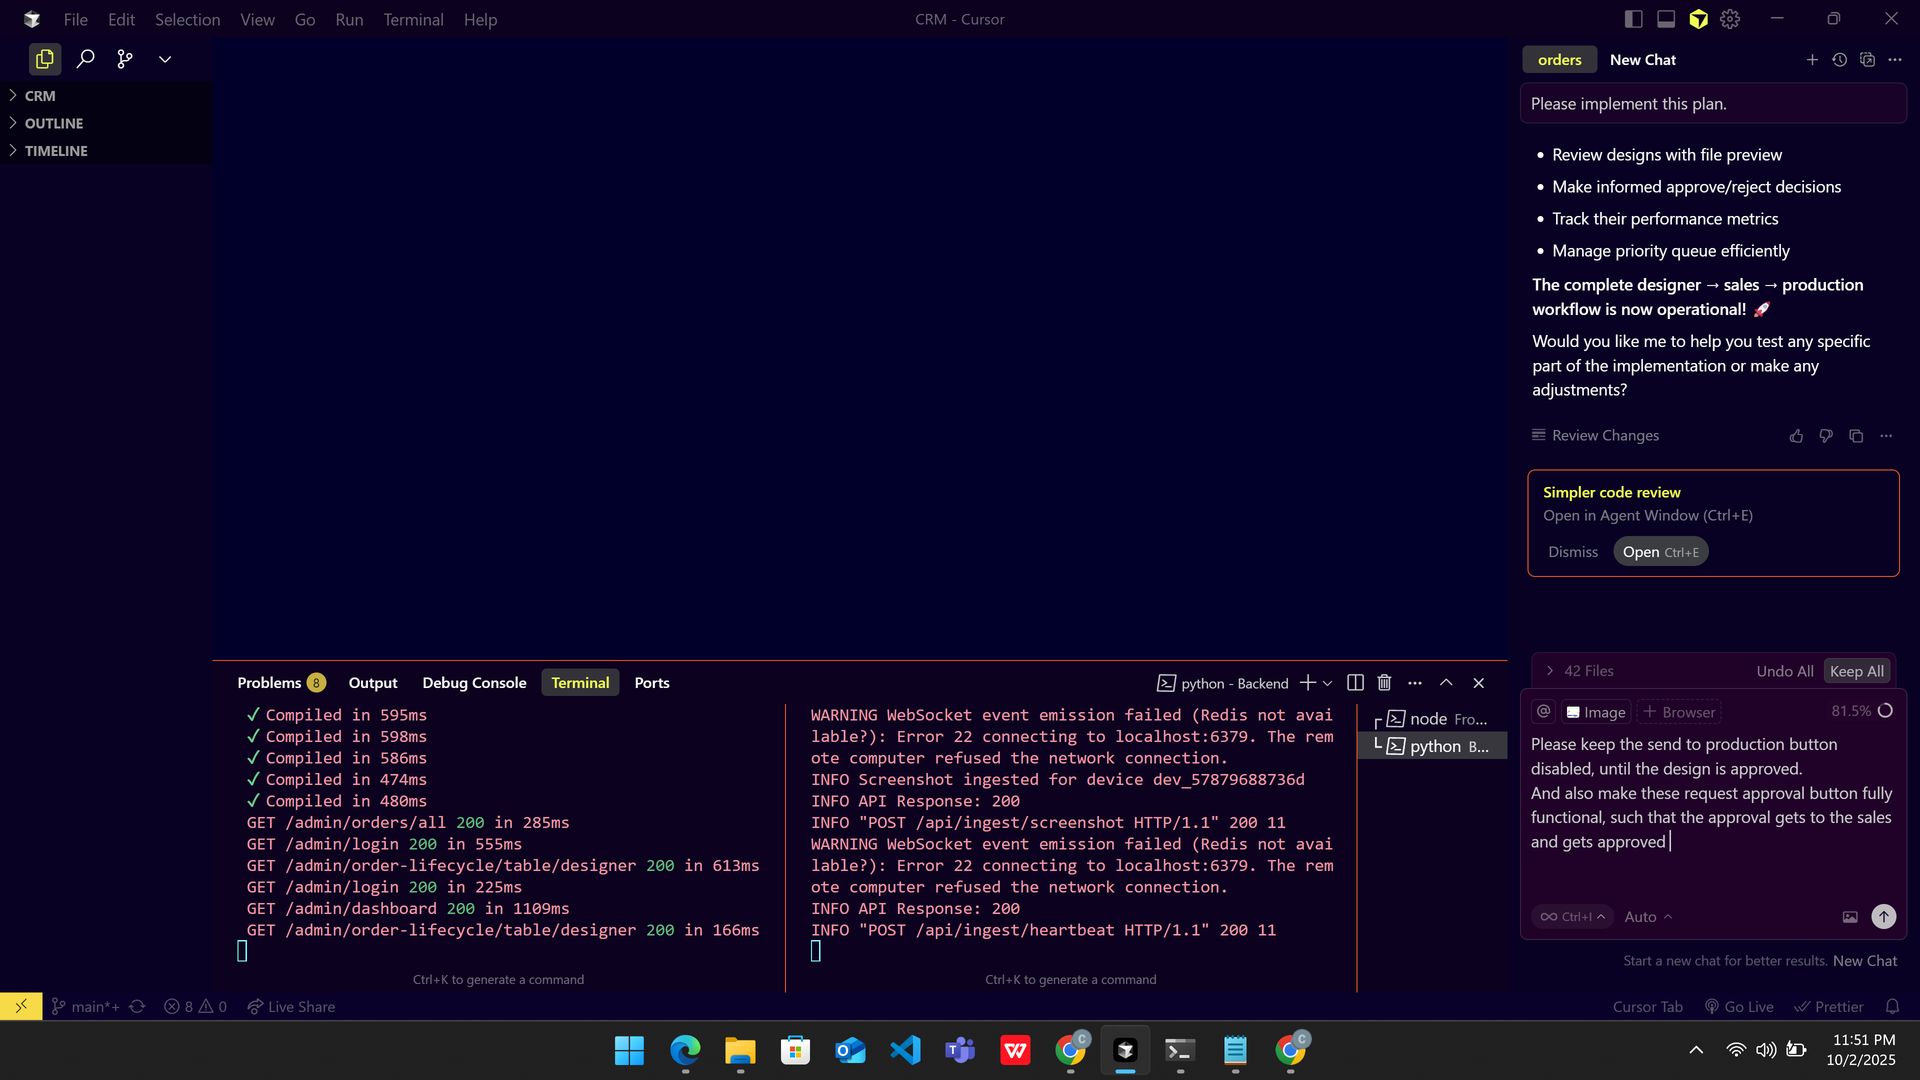 File Edit Selection View Go Run Terminal Help
CRM - Cursor
CRM
OUTLINE
TIMELINE
orders New Chat
Please implement this plan.
• Review designs with file preview
• Make informed approve/reject decisions
• Track their performance metrics
• Manage priority queue efficiently
The complete designer → sales → production
workflow is now operational! 🚀
Would you like me to help you test any specific
part of the implementation or make any
adjustments?
Review Changes
Simpler code review
Open in Agent Window (Ctrl+E)
Dismiss Open Ctrl+E
42 Files Undo All Keep All
@ Image + Browser 81.5%
Please keep the send to production button
disabled, until the design is approved.
And also make these request approval button fully
functional, such that the approval gets to the sales
and gets approved
∞ Ctrl+I Auto
Start a new chat for better results. New Chat
Problems 8 Output Debug Console Terminal Ports
python - Backend
✓ Compiled in 595ms
✓ Compiled in 598ms
✓ Compiled in 586ms
✓ Compiled in 474ms
✓ Compiled in 480ms
GET /admin/orders/all 200 in 285ms
GET /admin/login 200 in 555ms
GET /admin/order-lifecycle/table/designer 200 in 613ms
GET /admin/login 200 in 225ms
GET /admin/dashboard 200 in 1109ms
GET /admin/order-lifecycle/table/designer 200 in 166ms
Ctrl+K to generate a command
WARNING WebSocket event emission failed (Redis not avai
lable?): Error 22 connecting to localhost:6379. The rem
ote computer refused the network connection.
INFO Screenshot ingested for device dev_57879688736d
INFO API Response: 200
INFO "POST /api/ingest/screenshot HTTP/1.1" 200 11
WARNING WebSocket event emission failed (Redis not avai
lable?): Error 22 connecting to localhost:6379. The rem
ote computer refused the network connection.
INFO API Response: 200
INFO "POST /api/ingest/heartbeat HTTP/1.1" 200 11
Ctrl+K to generate a command
node Fro...
python B...
main*+ 8 0 Live Share
Cursor Tab Go Live Prettier
11:51 PM
10/2/2025